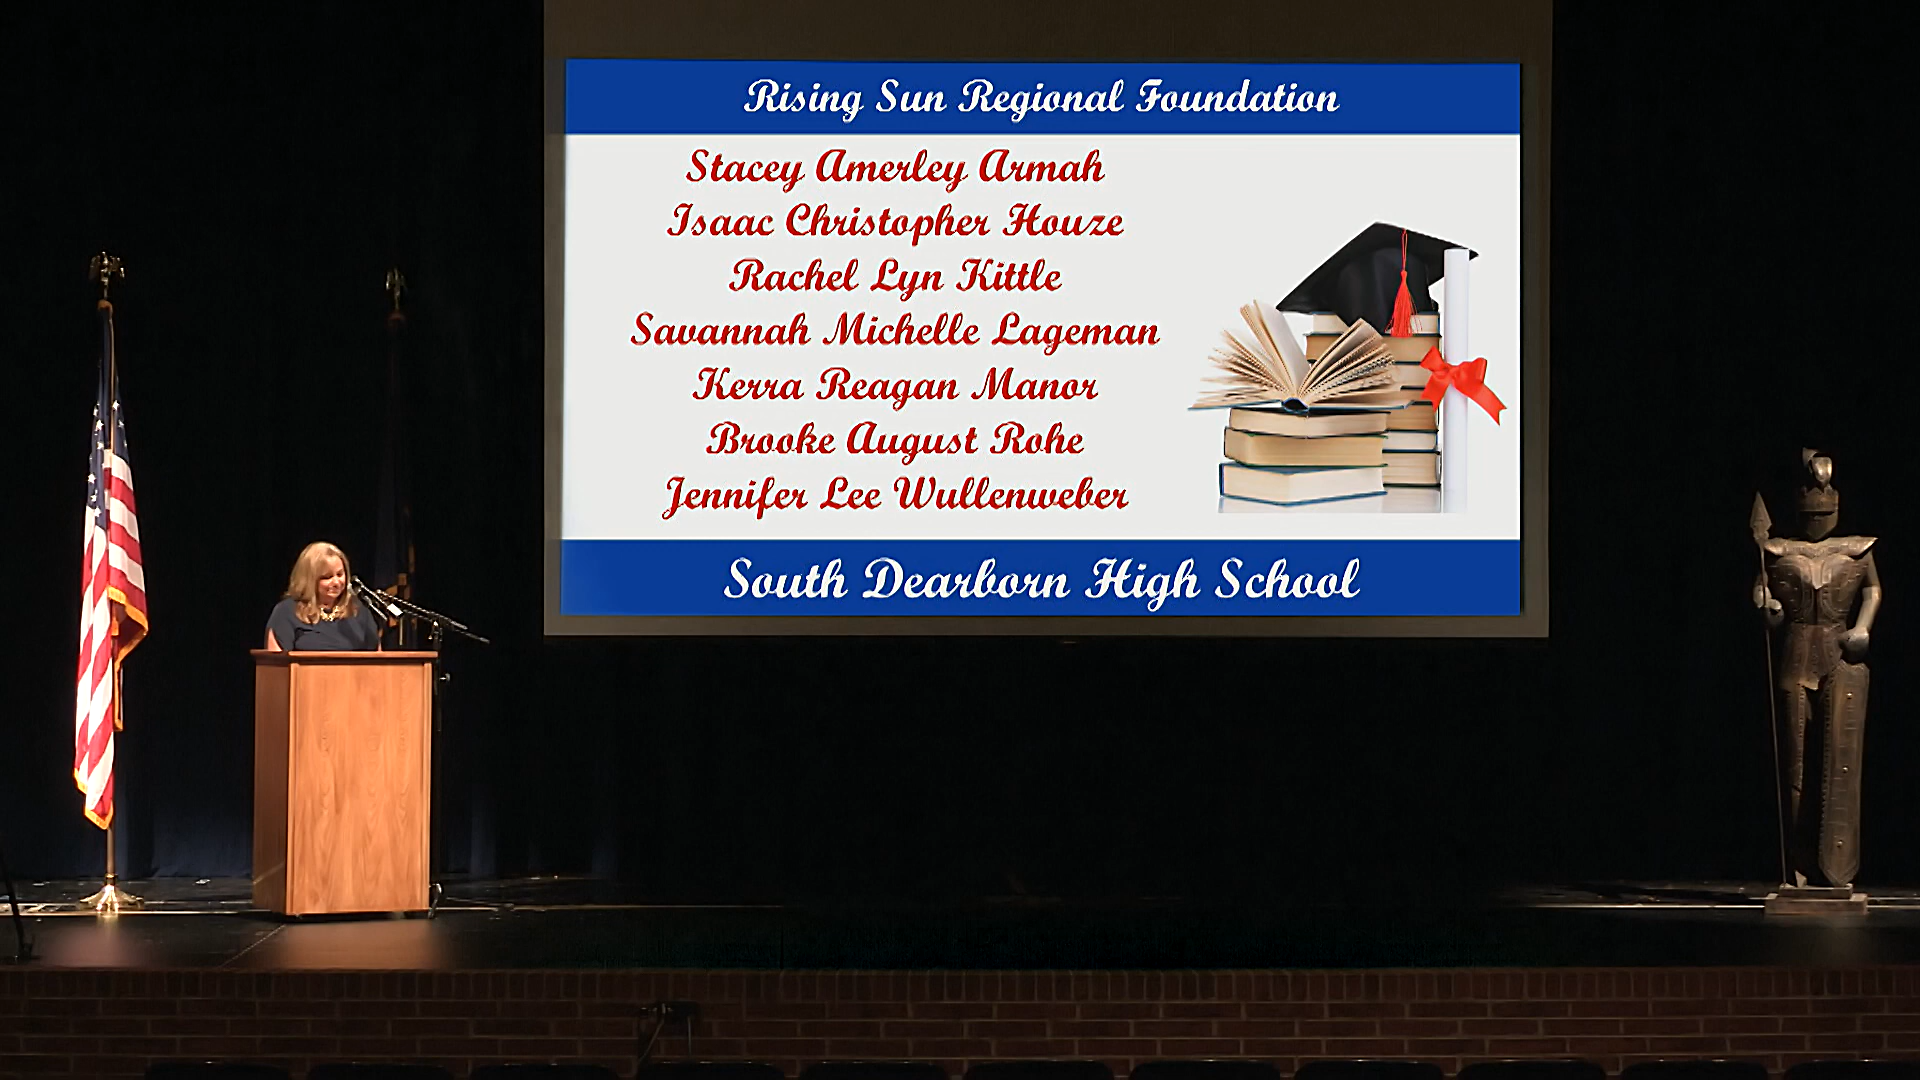 Rising Sun Regional Foundation
Stacey Amerley Armah
Isaac Christopher Houze
Rachel Lyn Kittle
Savannah Michelle Lageman
Kerra Reagan Manor
Brooke August Rohe
Jennifer Lee Wullenweber
South Dearborn High School